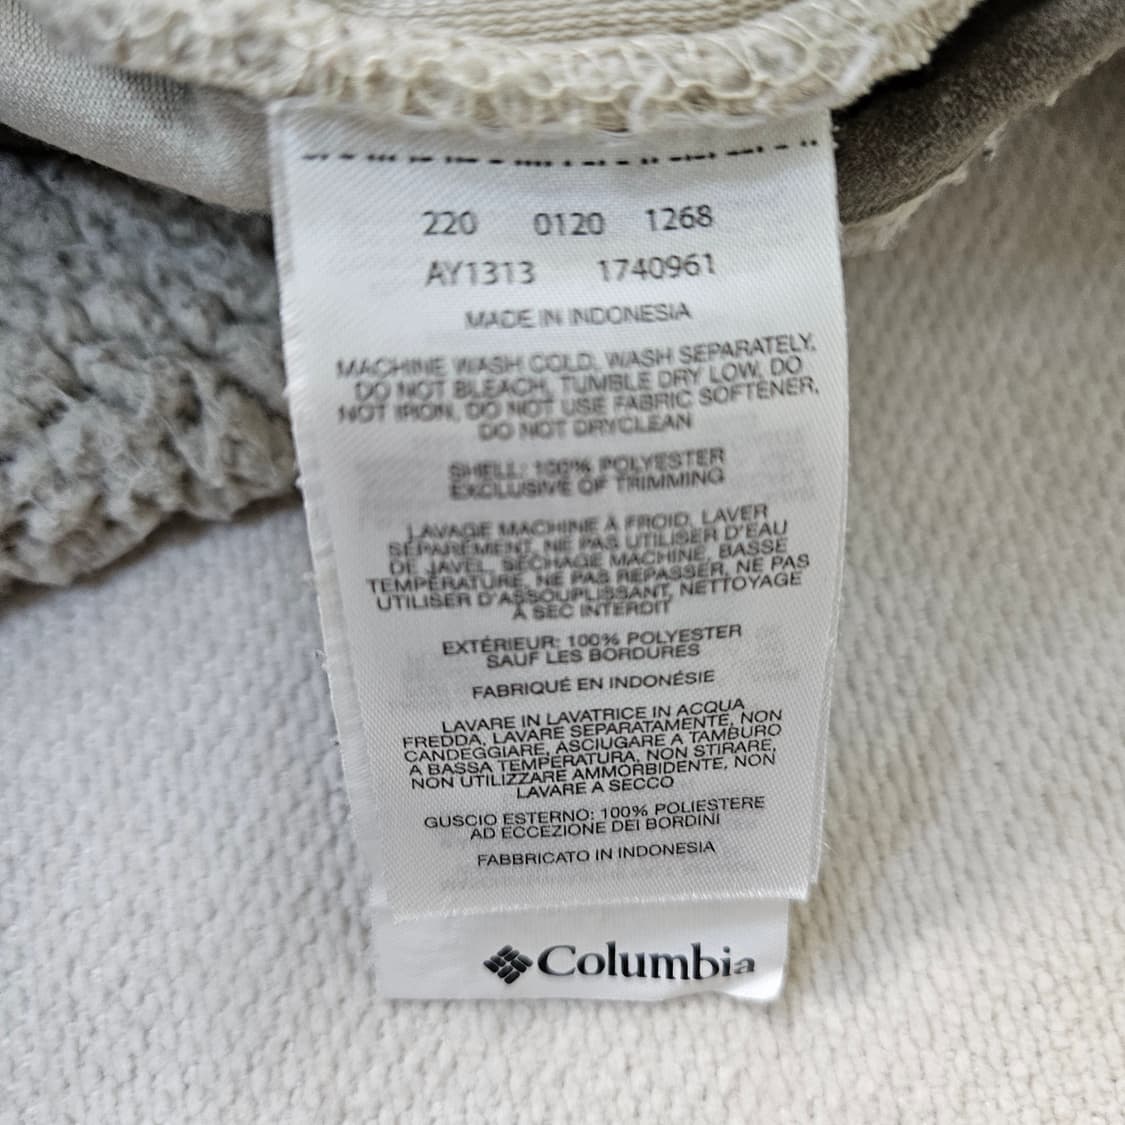 220 0120 1268
AY1313 1740961
MADE IN INDONESIA
MACHINE WASH COLD, WASH SEPARATELY,
DO NOT BLEACH, TUMBLE DRY LOW, DO
NOT IRON, DO NOT USE FABRIC SOFTENER,
DO NOT DRYCLEAN
SHELL: 100% POLYESTER
EXCLUSIVE OF TRIMMING
LAVAGE MACHINE À FROID, LAVER
SÉPARÉMENT, NE PAS UTILISER D'EAU
DE JAVEL, SÉCHAGE MACHINE, BASSE
TEMPÉRATURE, NE PAS REPASSER, NE PAS
UTILISER D'ASSOUPLISSANT, NETTOYAGE
À SEC INTERDIT
EXTÉRIEUR: 100% POLYESTER
SAUF LES BORDURES
FABRIQUÉ EN INDONÉSIE
LAVARE IN LAVATRICE IN ACQUA
FREDDA, LAVARE SEPARATAMENTE, NON
CANDEGGIARE, ASCIUGARE A TAMBURO
A BASSA TEMPERATURA, NON STIRARE,
NON UTILIZZARE AMMORBIDENTE, NON
LAVARE A SECCO
GUSCIO ESTERNO: 100% POLIESTERE
AD ECCEZIONE DEI BORDINI
FABBRICATO IN INDONESIA
Columbia